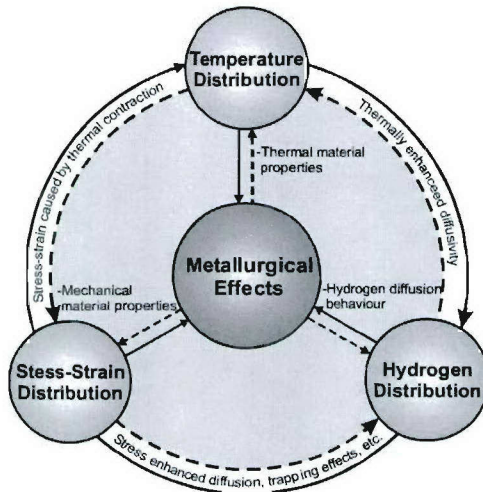 Temperature
Distribution
Stress-strain caused by thermal contraction
Thermally enhanceed diffusivity
-Thermal material
properties
Metallurgical
Effects
-Mechanical
material properties
-Hydrogen diffusion
behaviour
Stess-Strain
Distribution
Hydrogen
Distribution
Stress enhanced diffusion, trapping effects, etc.